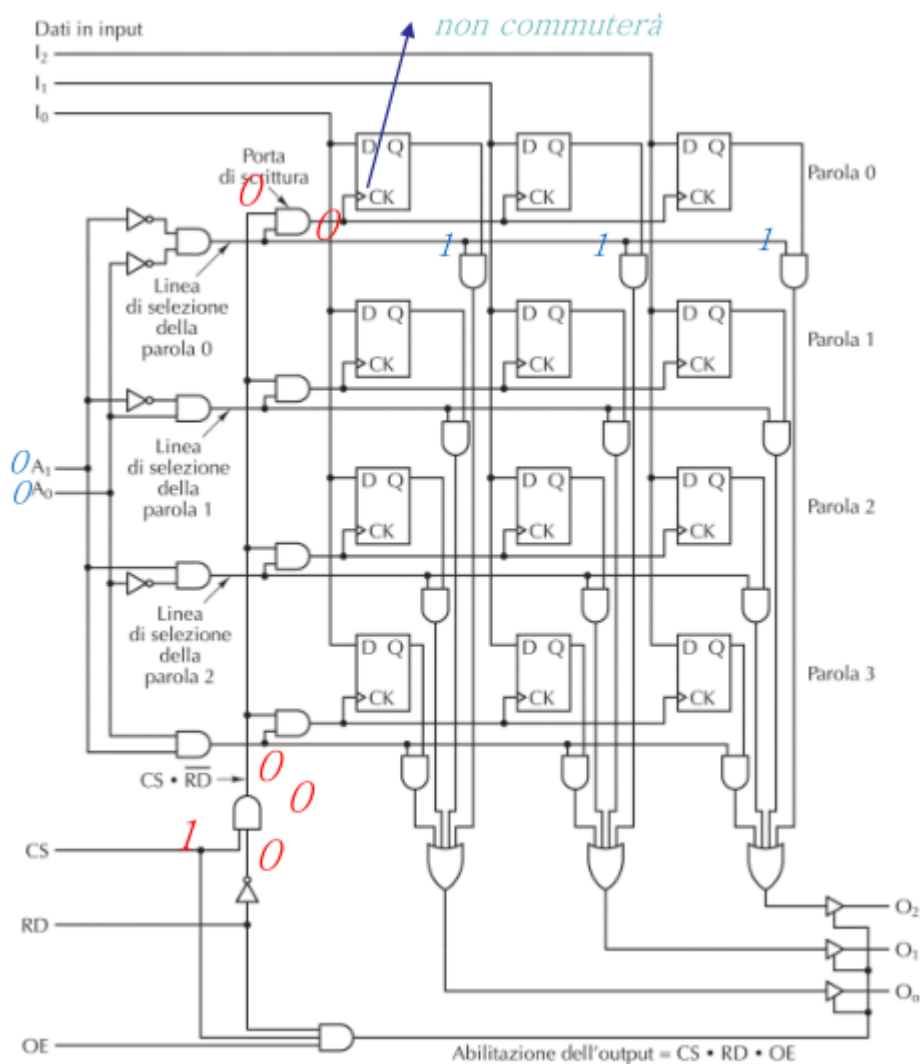 non commuterà
Dati in input
I2
I1
I0
Porta
di scrittura
0
0
D Q
CK
D Q
CK
D Q
CK
Parola 0
1
1
1
Linea
di selezione
della
parola 0
D Q
CK
D Q
CK
D Q
CK
Parola 1
0 A1
0 A0
Linea
di selezione
della
parola 1
D Q
CK
D Q
CK
D Q
CK
Parola 2
Linea
di selezione
della
parola 2
D Q
CK
D Q
CK
D Q
CK
Parola 3
CS • R̅D̅
0
0
1
CS
0
RD
O2
O1
O0
OE
Abilitazione dell'output = CS • RD • OE